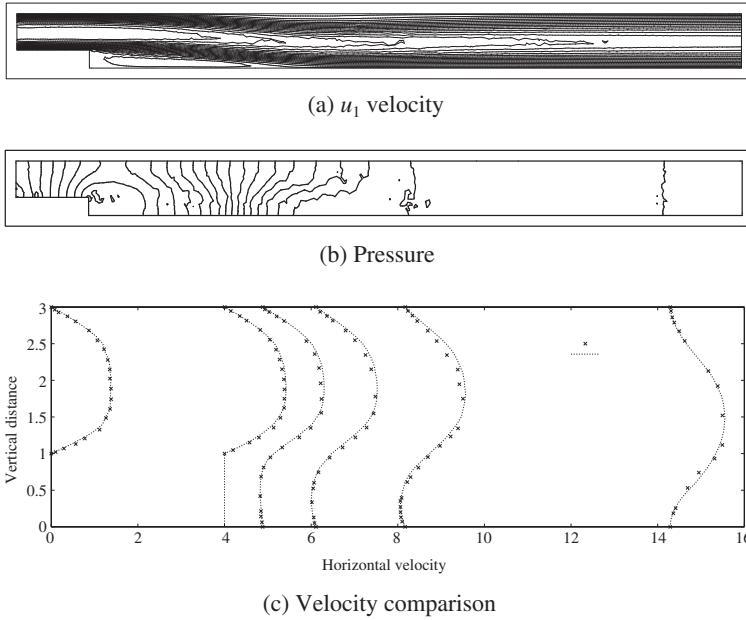 (a) u₁ velocity
(b) Pressure
3
2.5
2
1.5
1
0.5
0
Vertical distance
0 2 4 6 8 10 12 14 16
Horizontal velocity
(c) Velocity comparison